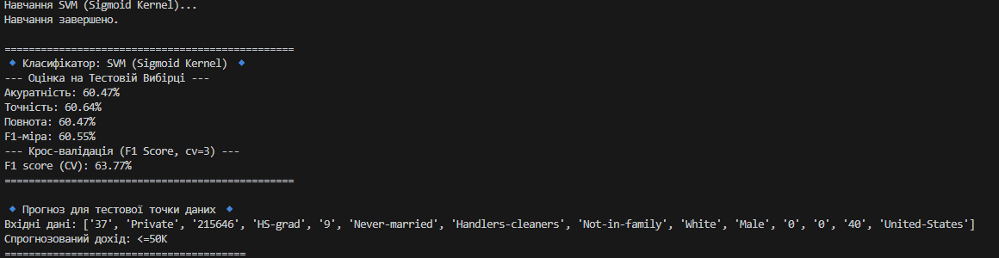 Навчання SVM (Sigmoid Kernel)...
Навчання завершено.
================================================
🔹 Класифікатор: SVM (Sigmoid Kernel) 🔹
--- Оцінка на Тестовій Вибірці ---
Акуратність: 60.47%
Точність: 60.64%
Повнота: 60.47%
F1-міра: 60.55%
--- Крос-валідація (F1 Score, cv=3) ---
F1 score (CV): 63.77%
================================================
🔹 Прогноз для тестової точки даних 🔹
Вхідні дані: ['37', 'Private', '215646', 'HS-grad', '9', 'Never-married', 'Handlers-cleaners', 'Not-in-family', 'White', 'Male', '0', '0', '40', 'United-States']
Спрогнозований дохід: <=50K
========================================